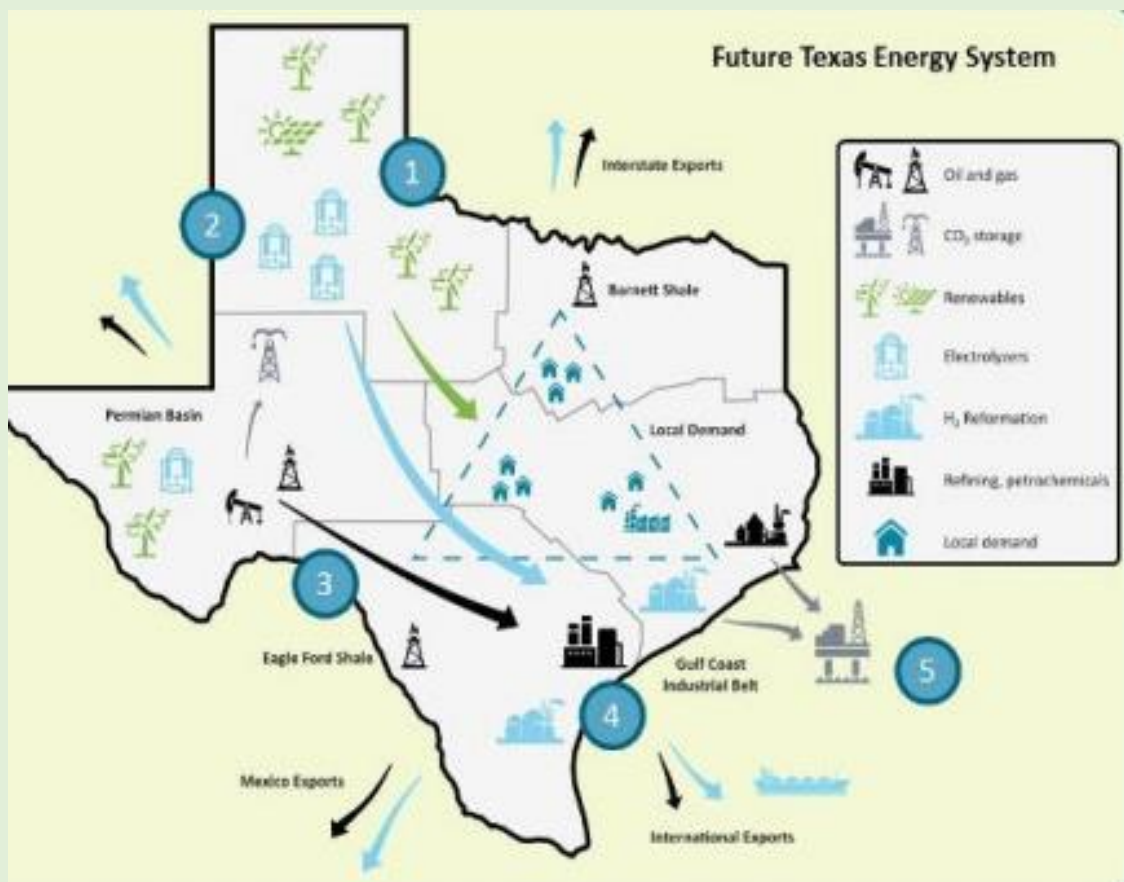 Future Texas Energy System
1
Interstate Exports
Oil and gas
2
CO₂ storage
Barnett Shale
Renewables
Electrolyzers
Permian Basin
Local Demand
H₂ Reformation
Refining, petrochemicals
Local demand
3
Eagle Ford Shale
Gulf Coast
Industrial Belt
5
4
Mexico Exports
International Exports